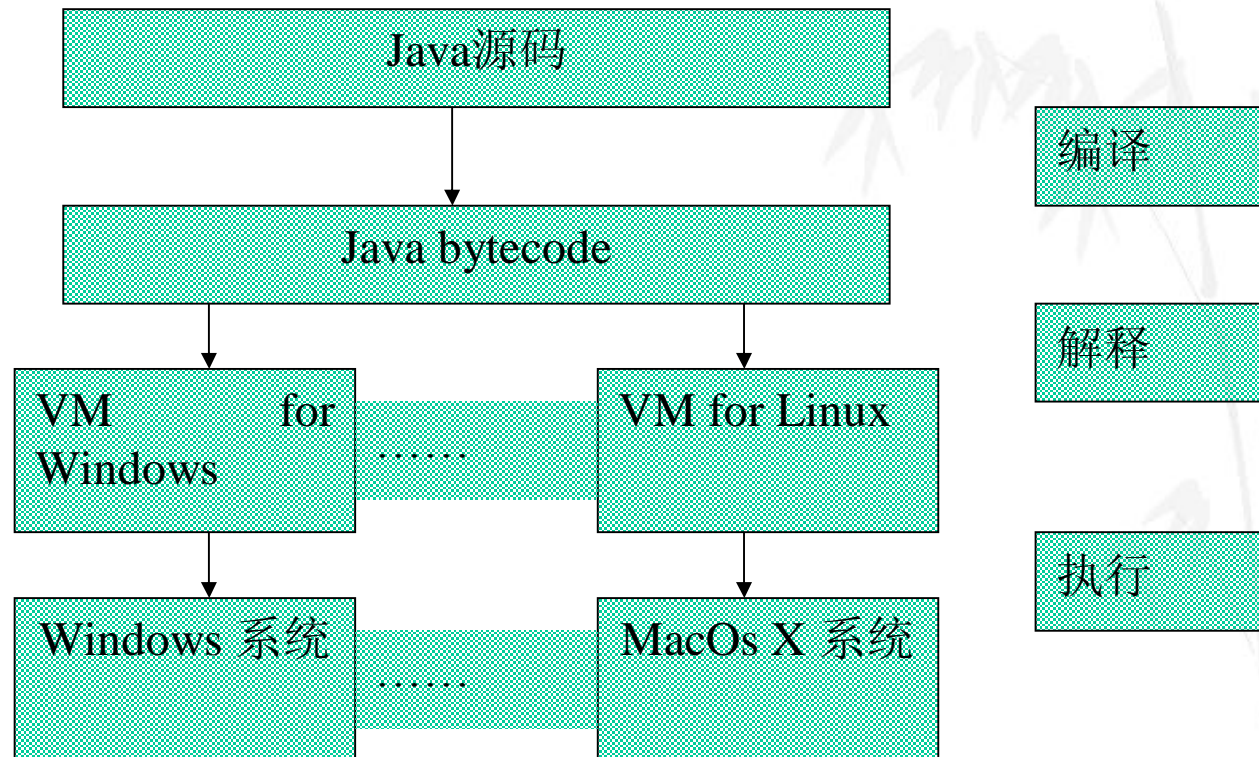 Java源码
编译
Java bytecode
解释
VM for
Windows
……
VM for Linux
执行
Windows 系统
……
MacOs X 系统